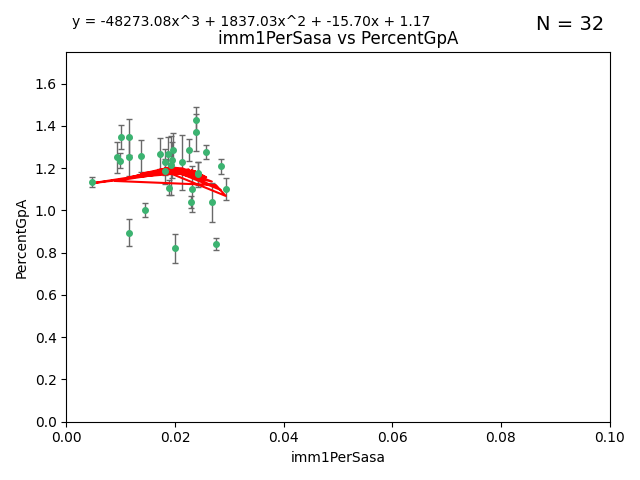 y = -48273.08x^3 + 1837.03x^2 + -15.70x + 1.17
N = 32
imm1PerSasa vs PercentGpA
PercentGpA
1.6
1.4
1.2
1.0
0.8
0.6
0.4
0.2
0.0
0.00 0.02 0.04 0.06 0.08 0.10
imm1PerSasa